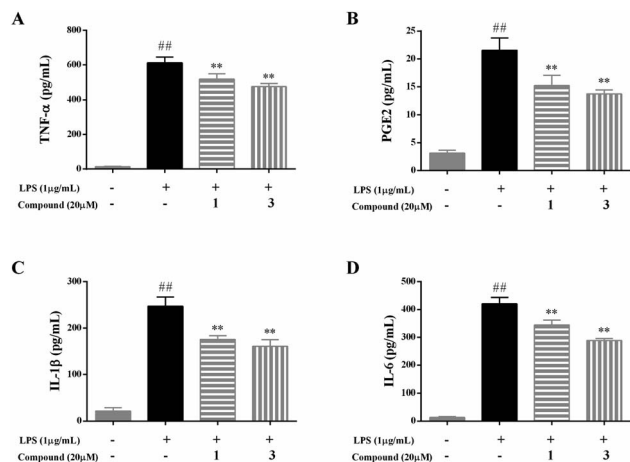 A
TNF-α (pg/mL)
800
600
400
200
0
##
**
**
LPS (1μg/mL) - + + +
Compound (20μM) - - 1 3
B
PGE2 (pg/mL)
25
20
15
10
5
0
##
**
**
LPS (1μg/mL) - + + +
Compound (20μM) - - 1 3
C
IL-1β (pg/mL)
300
200
100
0
##
**
**
LPS (1μg/mL) - + + +
Compound (20μM) - - 1 3
D
IL-6 (pg/mL)
500
400
300
200
100
0
##
**
**
LPS (1μg/mL) - + + +
Compound (20μM) - - 1 3